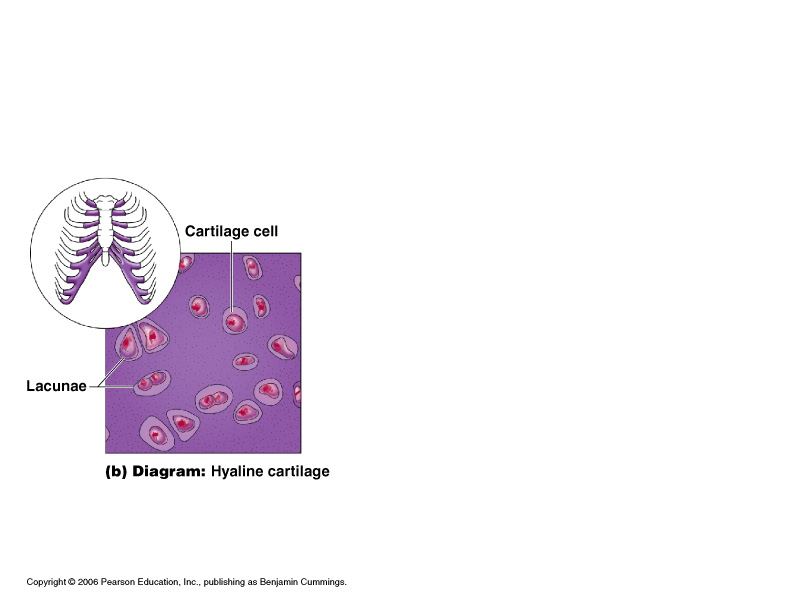 Cartilage cell
Lacunae
(b) Diagram: Hyaline cartilage
Copyright © 2006 Pearson Education, Inc., publishing as Benjamin Cummings.